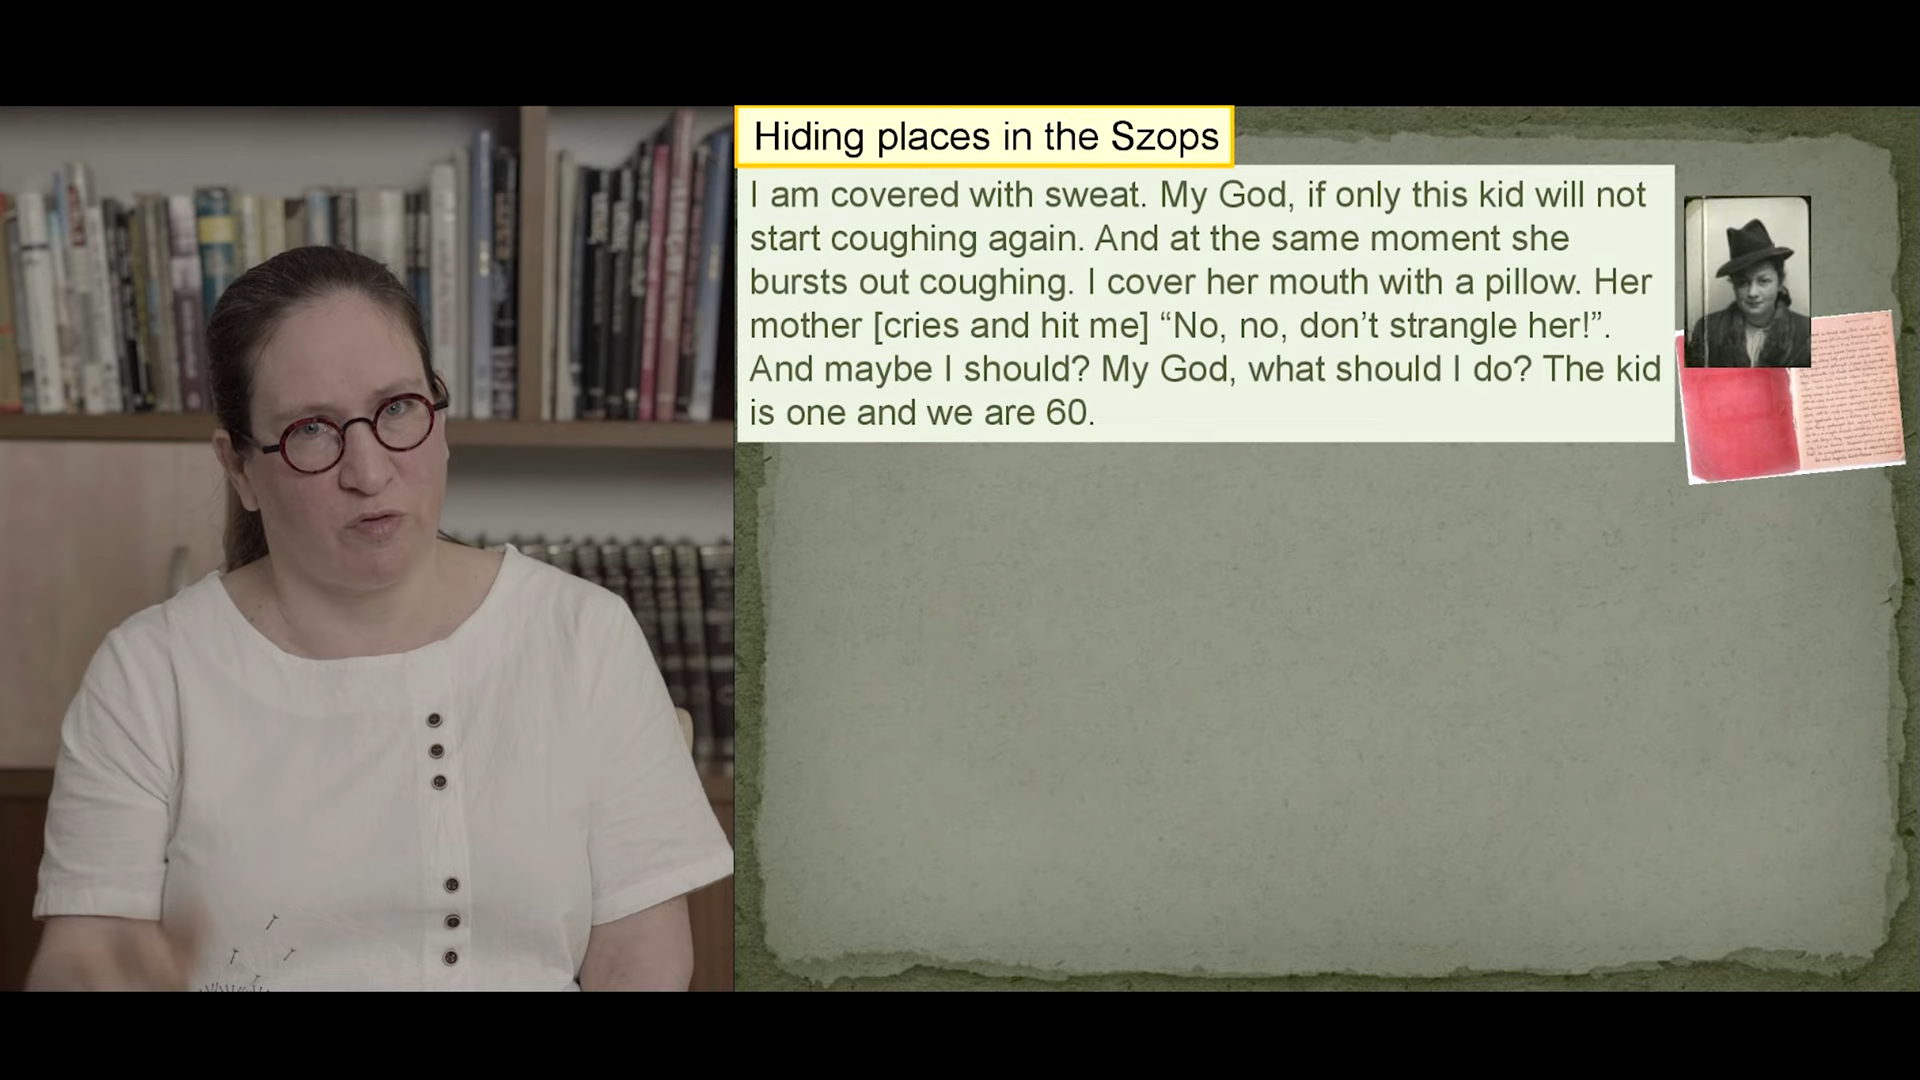 Hiding places in the Szops
I am covered with sweat. My God, if only this kid will not
start coughing again. And at the same moment she
bursts out coughing. I cover her mouth with a pillow. Her
mother [cries and hit me] “No, no, don’t strangle her!”.
And maybe I should? My God, what should I do? The kid
is one and we are 60.